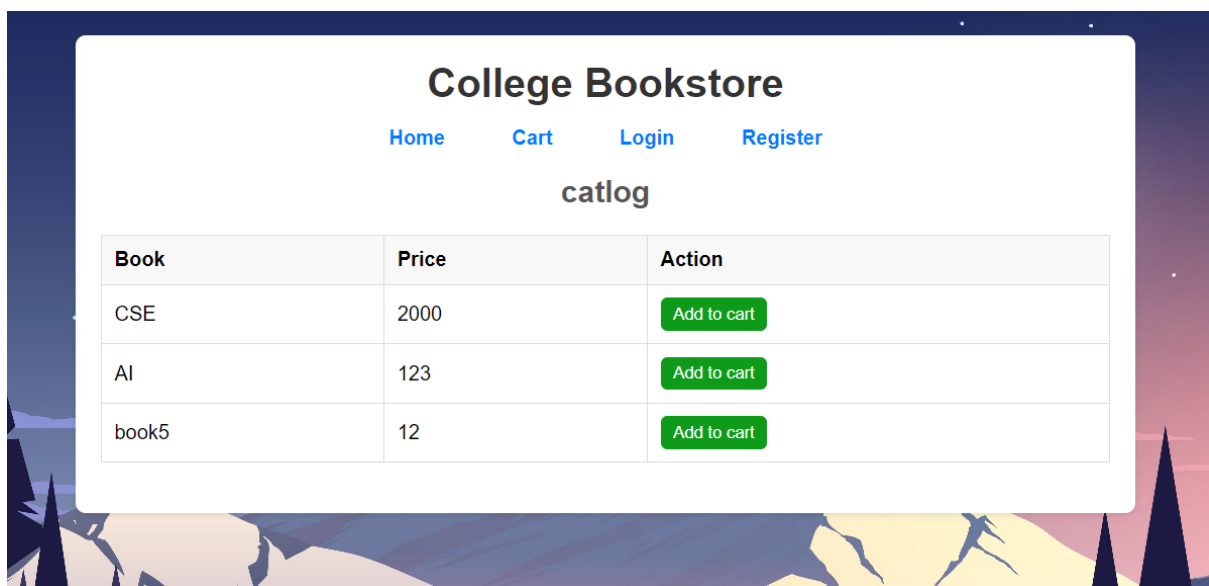 College Bookstore
Home Cart Login Register
catlog
Book Price Action
CSE 2000 Add to cart
AI 123 Add to cart
book5 12 Add to cart